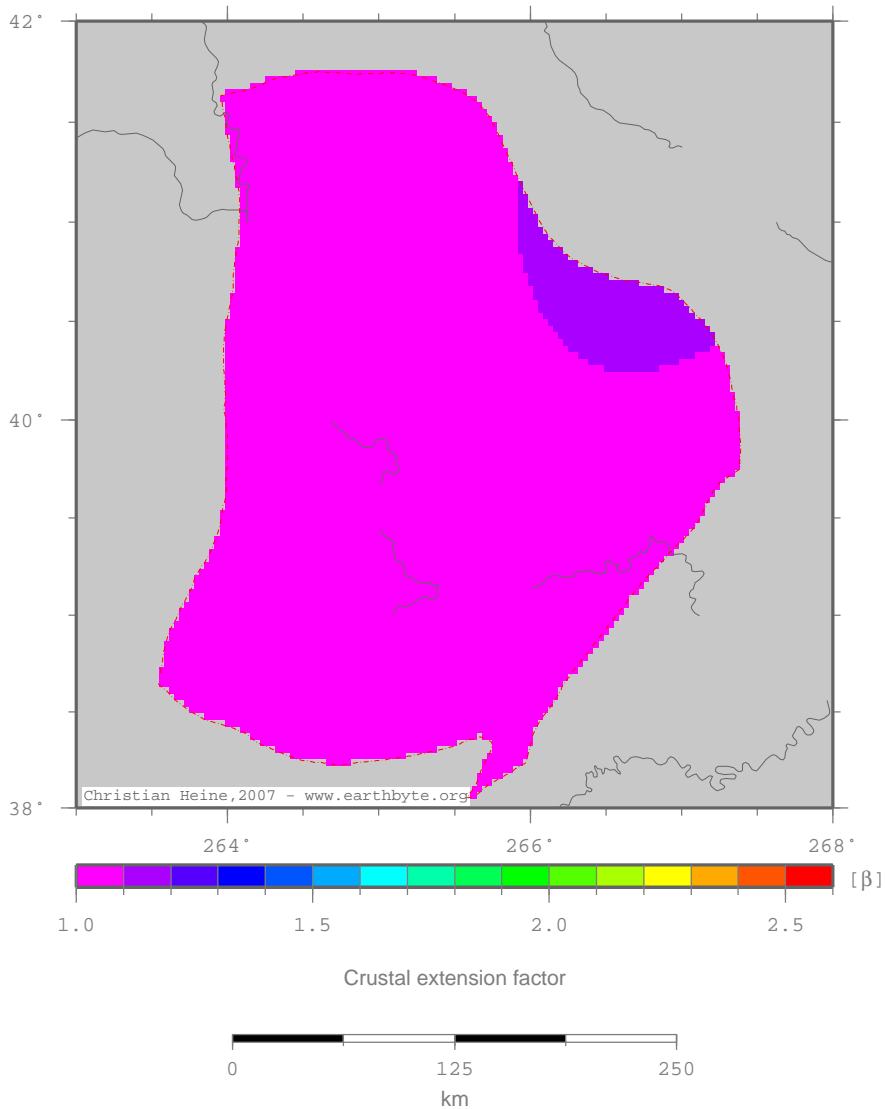 42°
40°
38°
Christian Heine,2007 - www.earthbyte.org
264° 266° 268°
[β]
1.0 1.5 2.0 2.5
Crustal extension factor
0 125 250
km